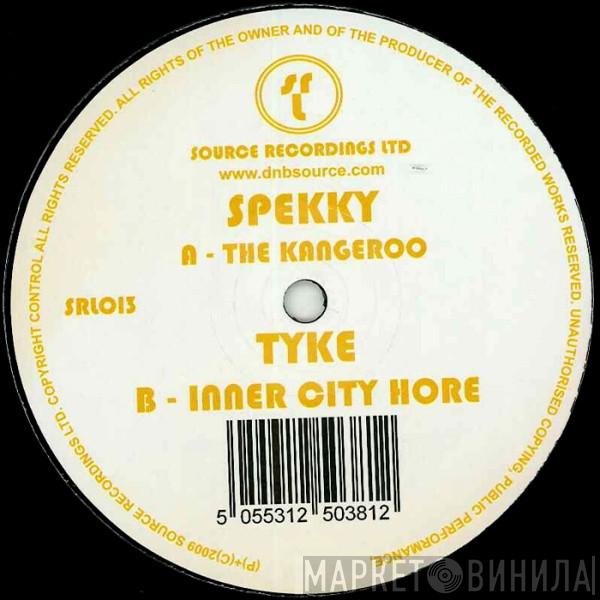 (P)+(C)2009 SOURCE RECORDINGS LTD. COPYRIGHT CONTROL ALL RIGHTS RESERVED. ALL RIGHTS OF THE OWNER AND OF THE PRODUCER OF THE RECORDED WORKS RESERVED. UNAUTHORISED COPYING, PUBLIC PERFORMANCE,
SRL
SOURCE RECORDINGS LTD
www.dnbsource.com
SPEKKY
A - THE KANGEROO
SRL013
TYKE
B - INNER CITY HORE
5 055312 503812
МАРКЕТ ВИНИЛА